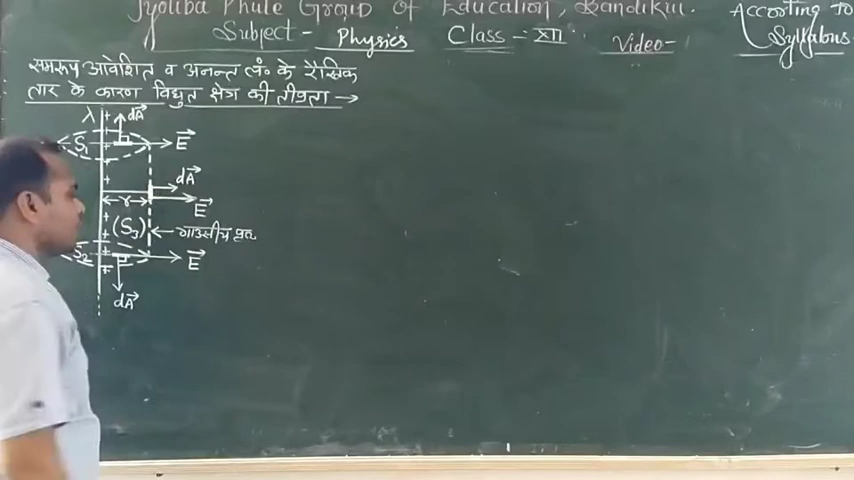 Jyotiba Phule Group of Education, Bandikui.
Subject - Physics Class - XII Video- According to Syllabus
समरूप आवेशित व अनन्त लं० के रैखिक
तार के कारण विद्युत क्षेत्र की तीव्रता →
λ dA
S₁ E
dA
r
E
(S₃) ← गाउसीय पृष्ठ
S₂ E
dA